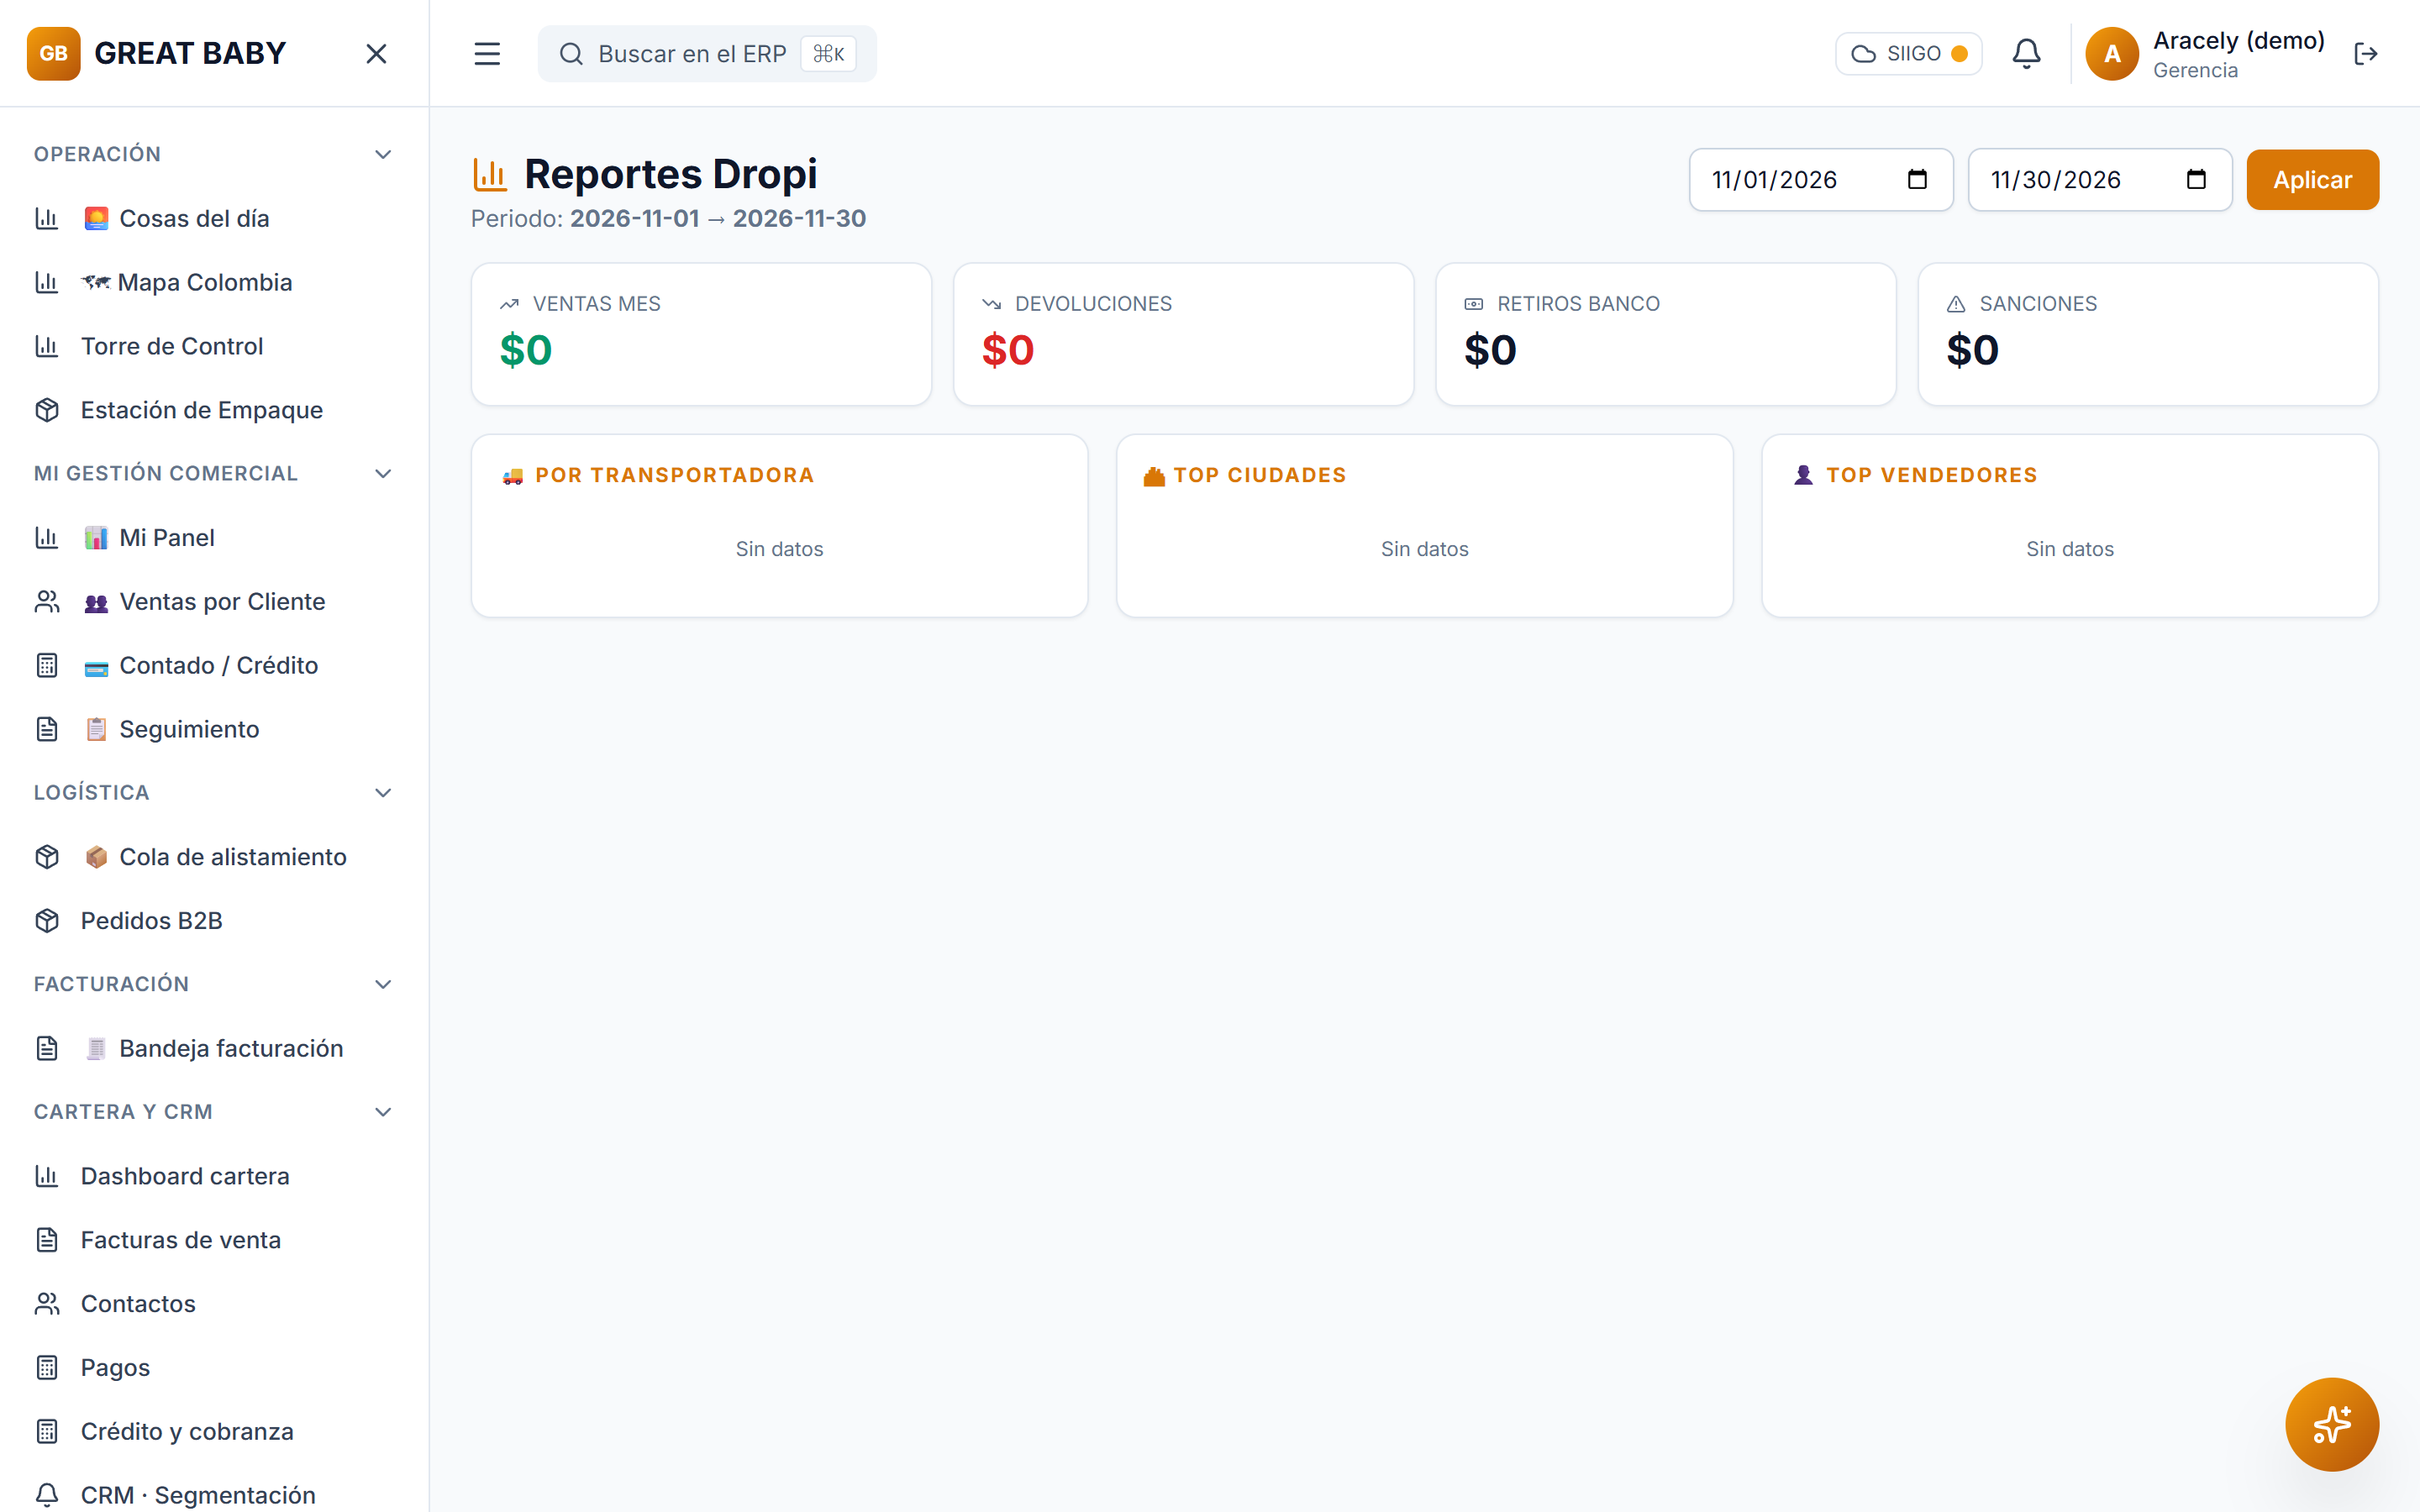 GB GREAT BABY
Buscar en el ERP ⌘K
SIIGO
A
Aracely (demo)
Gerencia
OPERACIÓN
Cosas del día
Mapa Colombia
Torre de Control
Estación de Empaque
MI GESTIÓN COMERCIAL
Mi Panel
Ventas por Cliente
Contado / Crédito
Seguimiento
LOGÍSTICA
Cola de alistamiento
Pedidos B2B
FACTURACIÓN
Bandeja facturación
CARTERA Y CRM
Dashboard cartera
Facturas de venta
Contactos
Pagos
Crédito y cobranza
CRM · Segmentación
Reportes Dropi
Periodo: 2026-11-01 → 2026-11-30
11/01/2026
11/30/2026
Aplicar
VENTAS MES
$0
DEVOLUCIONES
$0
RETIROS BANCO
$0
SANCIONES
$0
POR TRANSPORTADORA
Sin datos
TOP CIUDADES
Sin datos
TOP VENDEDORES
Sin datos